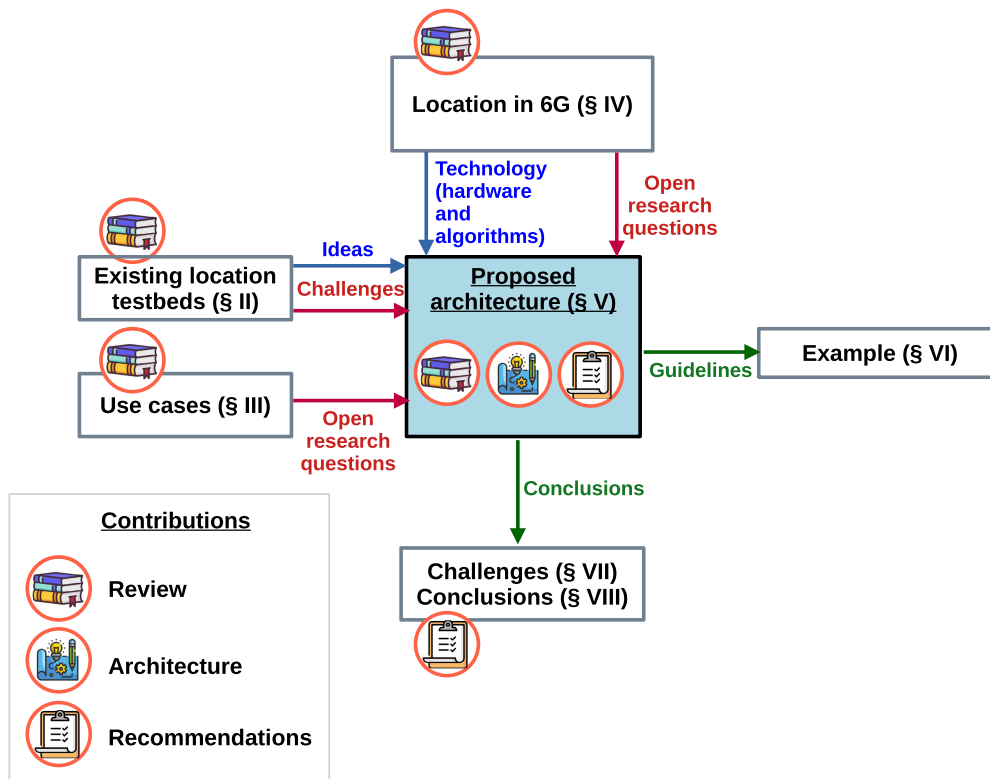 Location in 6G (§ IV)
Technology
(hardware
and
algorithms)
Open
research
questions
Ideas
Existing location
testbeds (§ II)
Challenges
Proposed
architecture (§ V)
Example (§ VI)
Guidelines
Use cases (§ III)
Open
research
questions
Conclusions
Contributions
Review
Architecture
Recommendations
Challenges (§ VII)
Conclusions (§ VIII)